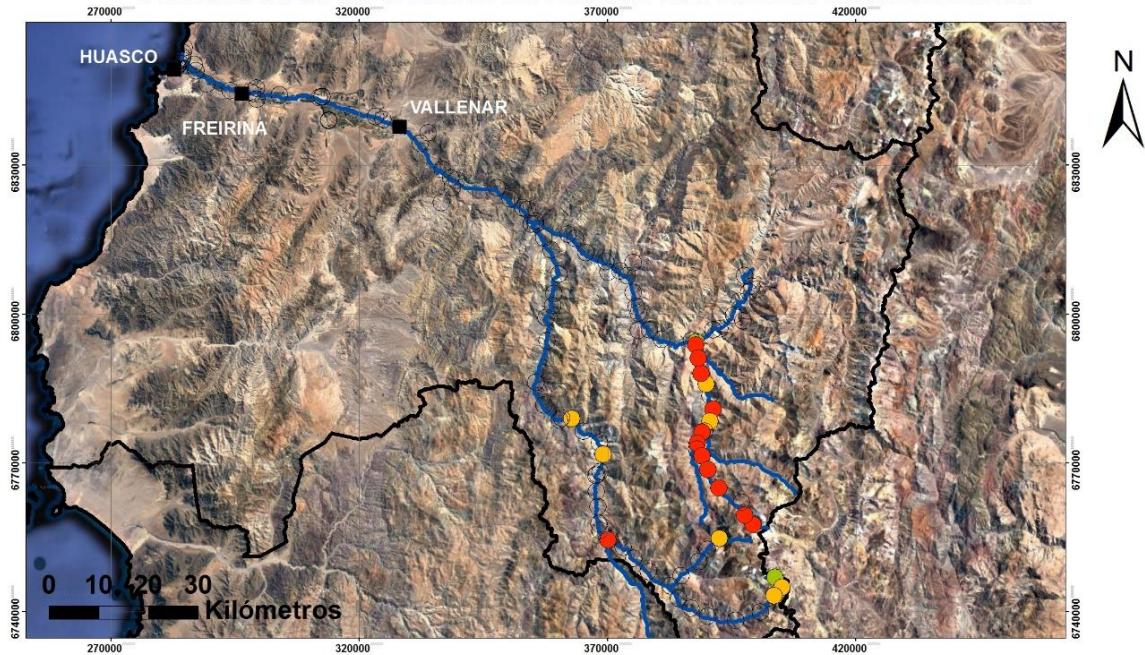 270000 320000 370000 420000
N
HUASCO
FREIRINA
VALLENAR
6830000 6830000
6800000 6800000
6770000 6770000
6740000 6740000
0 10 20 30
Kilómetros
270000 320000 370000 420000